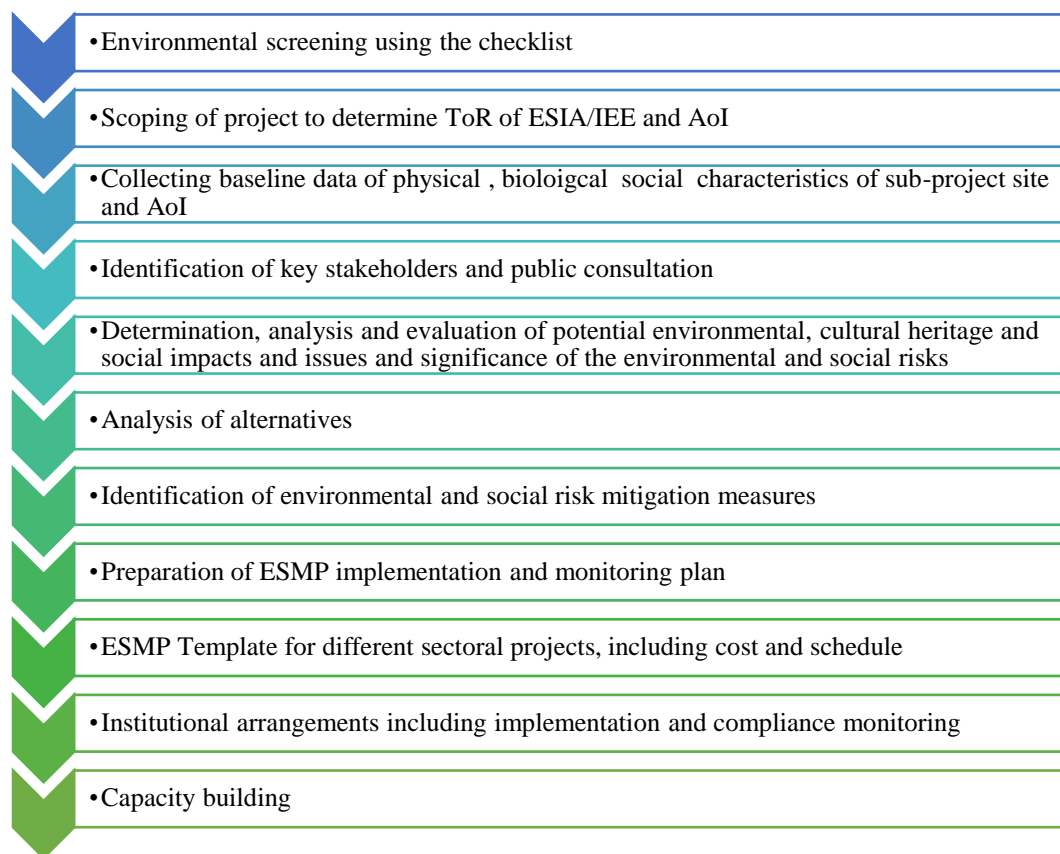 •Environmental screening using the checklist
•Scoping of project to determine ToR of ESIA/IEE and AoI
•Collecting baseline data of physical , bioloigcal social characteristics of sub-project site
and AoI
•Identification of key stakeholders and public consultation
•Determination, analysis and evaluation of potential environmental, cultural heritage and
social impacts and issues and significance of the environmental and social risks
•Analysis of alternatives
•Identification of environmental and social risk mitigation measures
•Preparation of ESMP implementation and monitoring plan
•ESMP Template for different sectoral projects, including cost and schedule
•Institutional arrangements including implementation and compliance monitoring
•Capacity building